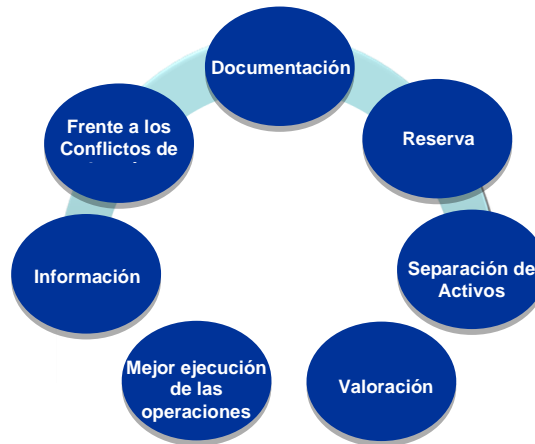 Documentación
Frente a los
Conflictos de
Reserva
Información
Separación de
Activos
Mejor ejecución
de las
operaciones
Valoración